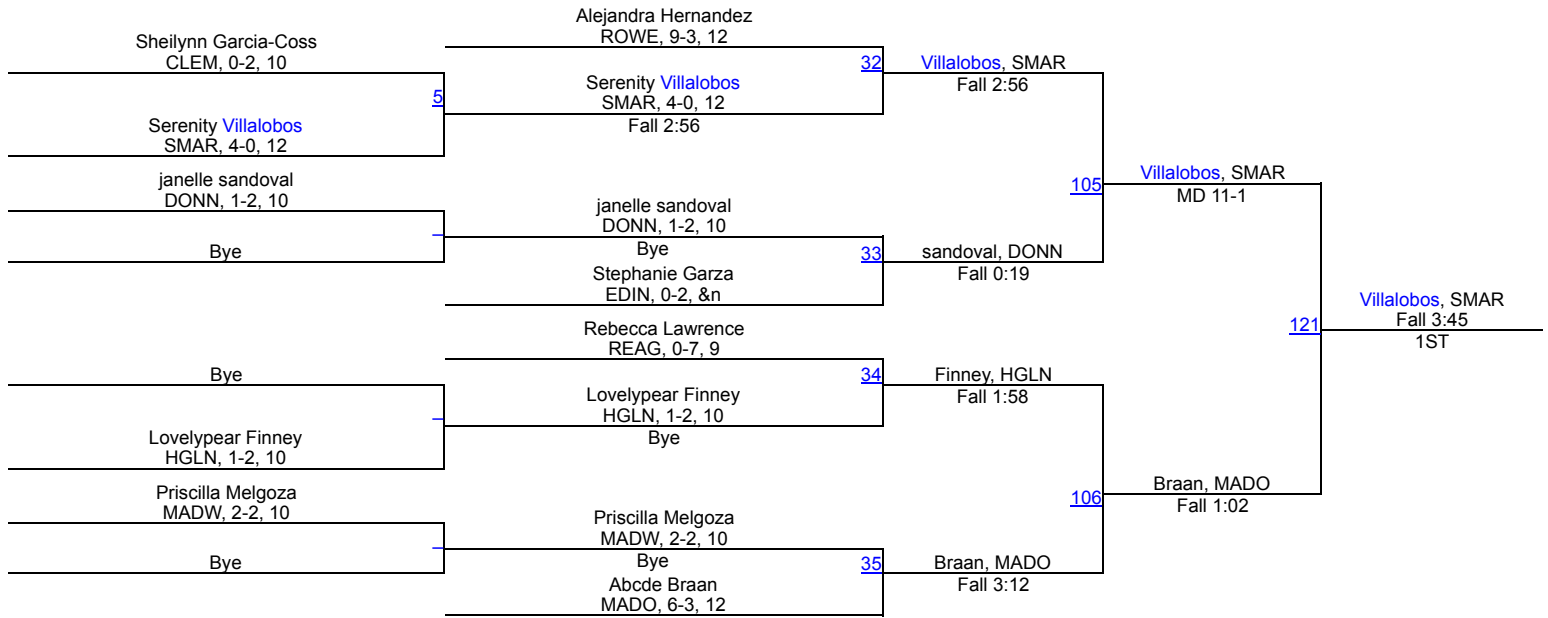 Alejandra Hernandez
ROWE, 9-3, 12
Sheilynn Garcia-Coss
CLEM, 0-2, 10
32
Villalobos, SMAR
Fall 2:56
5
Serenity Villalobos
SMAR, 4-0, 12
Fall 2:56
Serenity Villalobos
SMAR, 4-0, 12
janelle sandoval
DONN, 1-2, 10
105
Villalobos, SMAR
MD 11-1
janelle sandoval
DONN, 1-2, 10
Bye
Bye
33
sandoval, DONN
Fall 0:19
Stephanie Garza
EDIN, 0-2, &n
Villalobos, SMAR
Fall 3:45
1ST
121
Rebecca Lawrence
REAG, 0-7, 9
Bye
34
Finney, HGLN
Fall 1:58
Lovelypear Finney
HGLN, 1-2, 10
Bye
Lovelypear Finney
HGLN, 1-2, 10
Priscilla Melgoza
MADW, 2-2, 10
106
Braan, MADO
Fall 1:02
Priscilla Melgoza
MADW, 2-2, 10
Bye
Bye
35
Braan, MADO
Fall 3:12
Abcde Braan
MADO, 6-3, 12